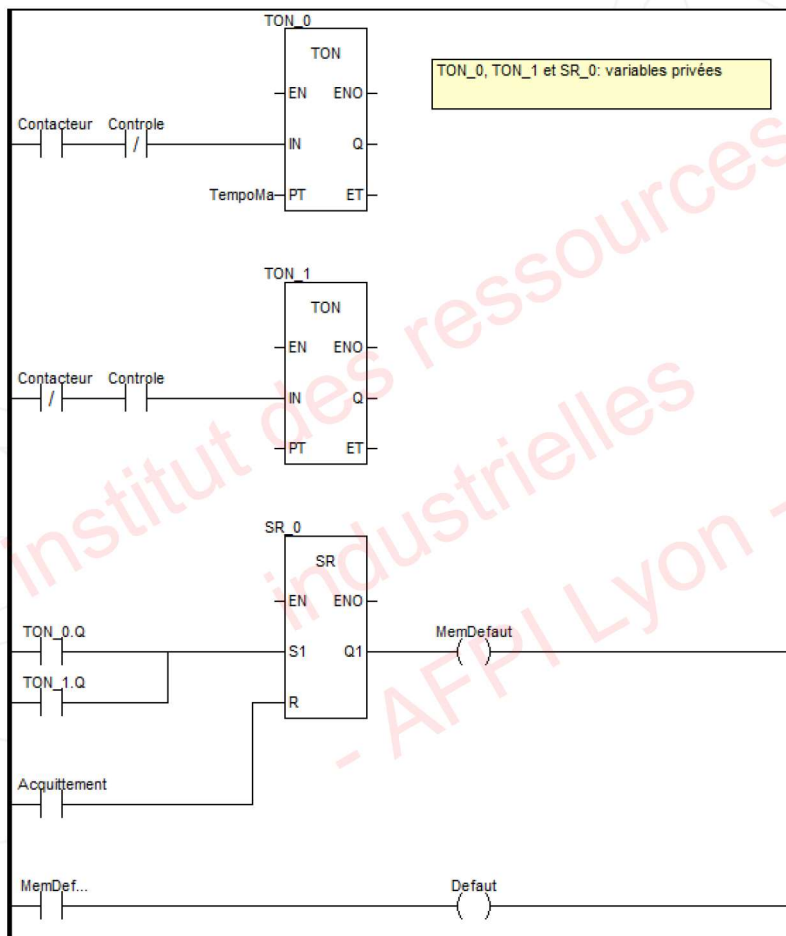 TON_0
TON
TON_0, TON_1 et SR_0: variables privées
EN ENO
Contacteur Controle
/
IN Q
TempoMa PT ET
TON_1
TON
EN ENO
Contacteur Controle
/
IN Q
PT ET
SR_0
SR
EN ENO
TON_0.Q MemDefaut
S1 Q1
TON_1.Q
R
Acquittement
MemDef... Defaut
institut des ressources
industrielles
- AFPI Lyon -